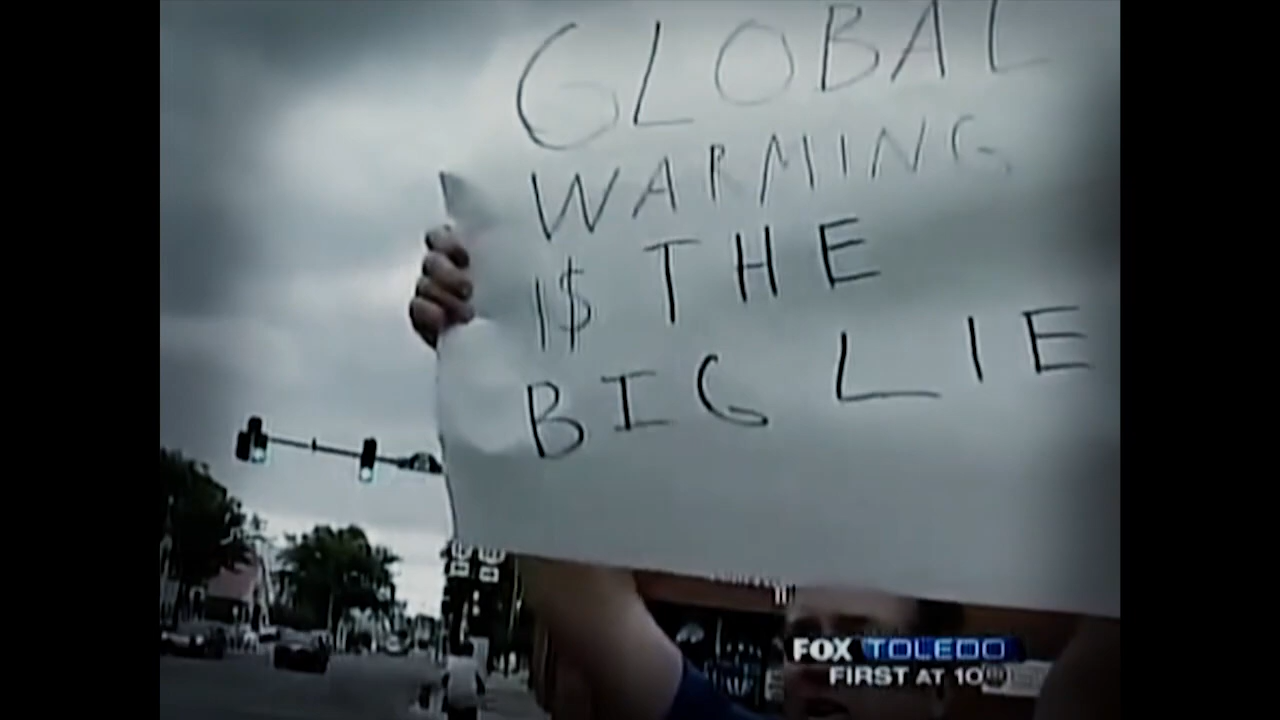 GLOBAL
WARMING
I$ THE
BIG LIE
FOX TOLEDO
FIRST AT 10